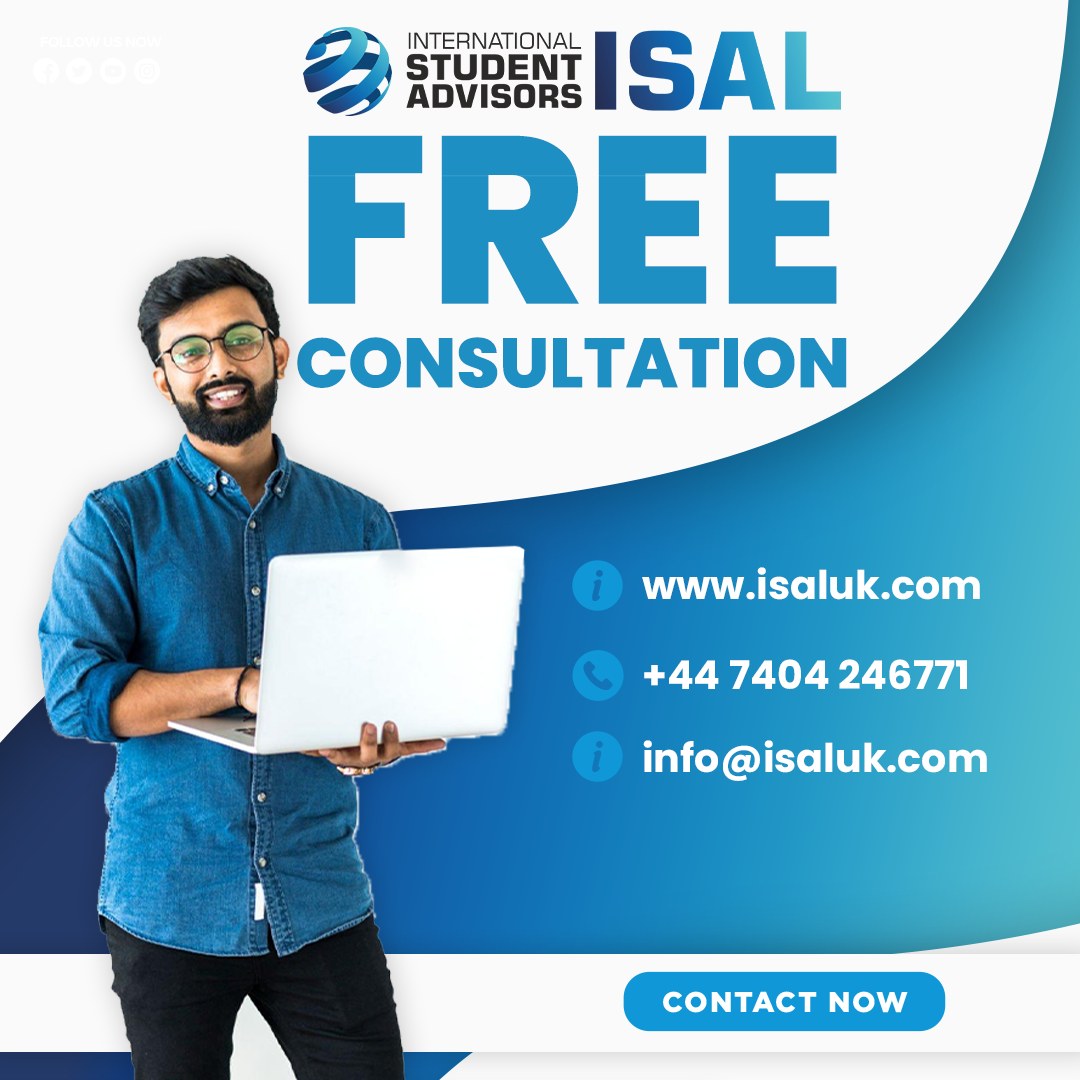 FOLLOW US NOW
INTERNATIONAL
STUDENT
ADVISORS
ISAL
FREE
CONSULTATION
www.isaluk.com
+44 7404 246771
info@isaluk.com
CONTACT NOW